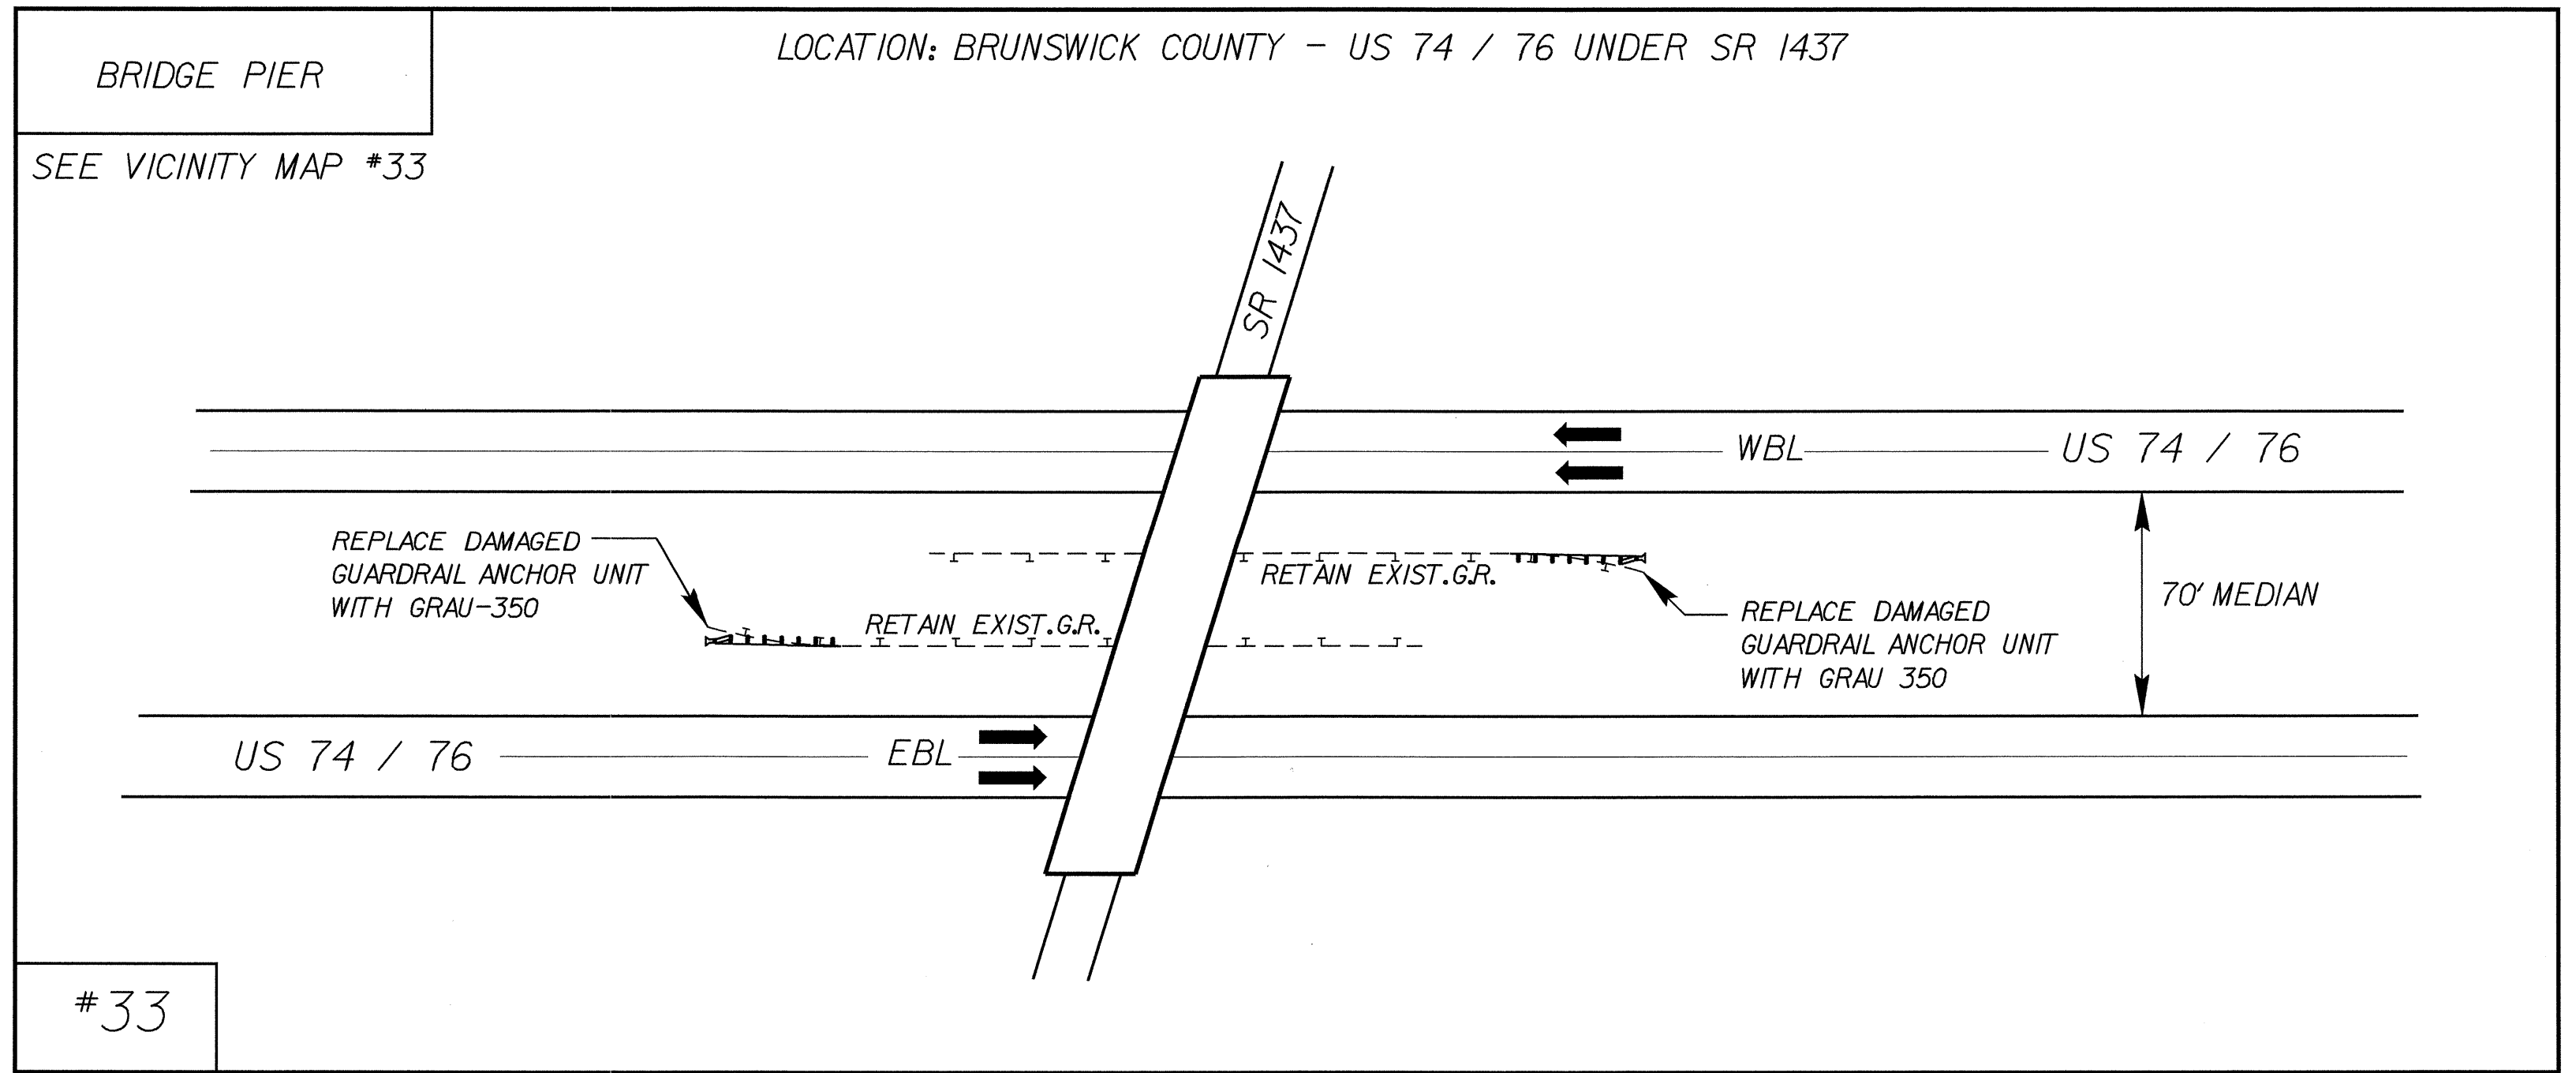 BRIDGE PIER
LOCATION: BRUNSWICK COUNTY - US 74 / 76 UNDER SR 1437
SEE VICINITY MAP #33
SR 1437
WBL
US 74 / 76
REPLACE DAMAGED
GUARDRAIL ANCHOR UNIT
WITH GRAU-350
RETAIN EXIST. G.R.
RETAIN EXIST. G.R.
REPLACE DAMAGED
GUARDRAIL ANCHOR UNIT
WITH GRAU 350
70' MEDIAN
US 74 / 76
EBL
#33